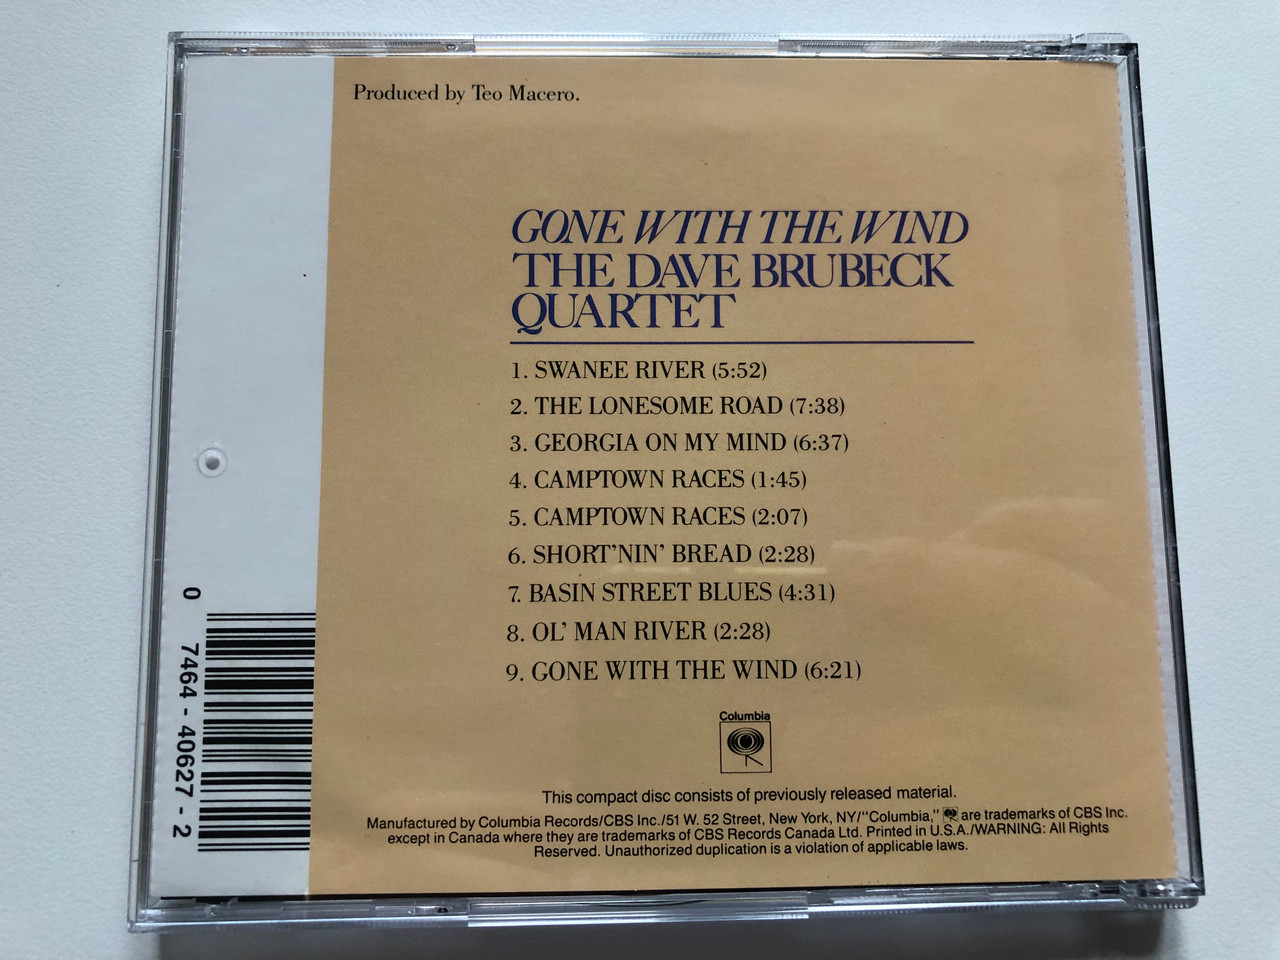 Produced by Teo Macero.
GONE WITH THE WIND
THE DAVE BRUBECK
QUARTET
1. SWANEE RIVER (5:52)
2. THE LONESOME ROAD (7:38)
3. GEORGIA ON MY MIND (6:37)
4. CAMPTOWN RACES (1:45)
5. CAMPTOWN RACES (2:07)
6. SHORT'NIN' BREAD (2:28)
7. BASIN STREET BLUES (4:31)
8. OL' MAN RIVER (2:28)
9. GONE WITH THE WIND (6:21)
0 7464 - 40627 - 2
Columbia
This compact disc consists of previously released material.
Manufactured by Columbia Records/CBS Inc./51 W. 52 Street, New York, NY/"Columbia," are trademarks of CBS Inc.
except in Canada where they are trademarks of CBS Records Canada Ltd. Printed in U.S.A./WARNING: All Rights
Reserved. Unauthorized duplication is a violation of applicable laws.